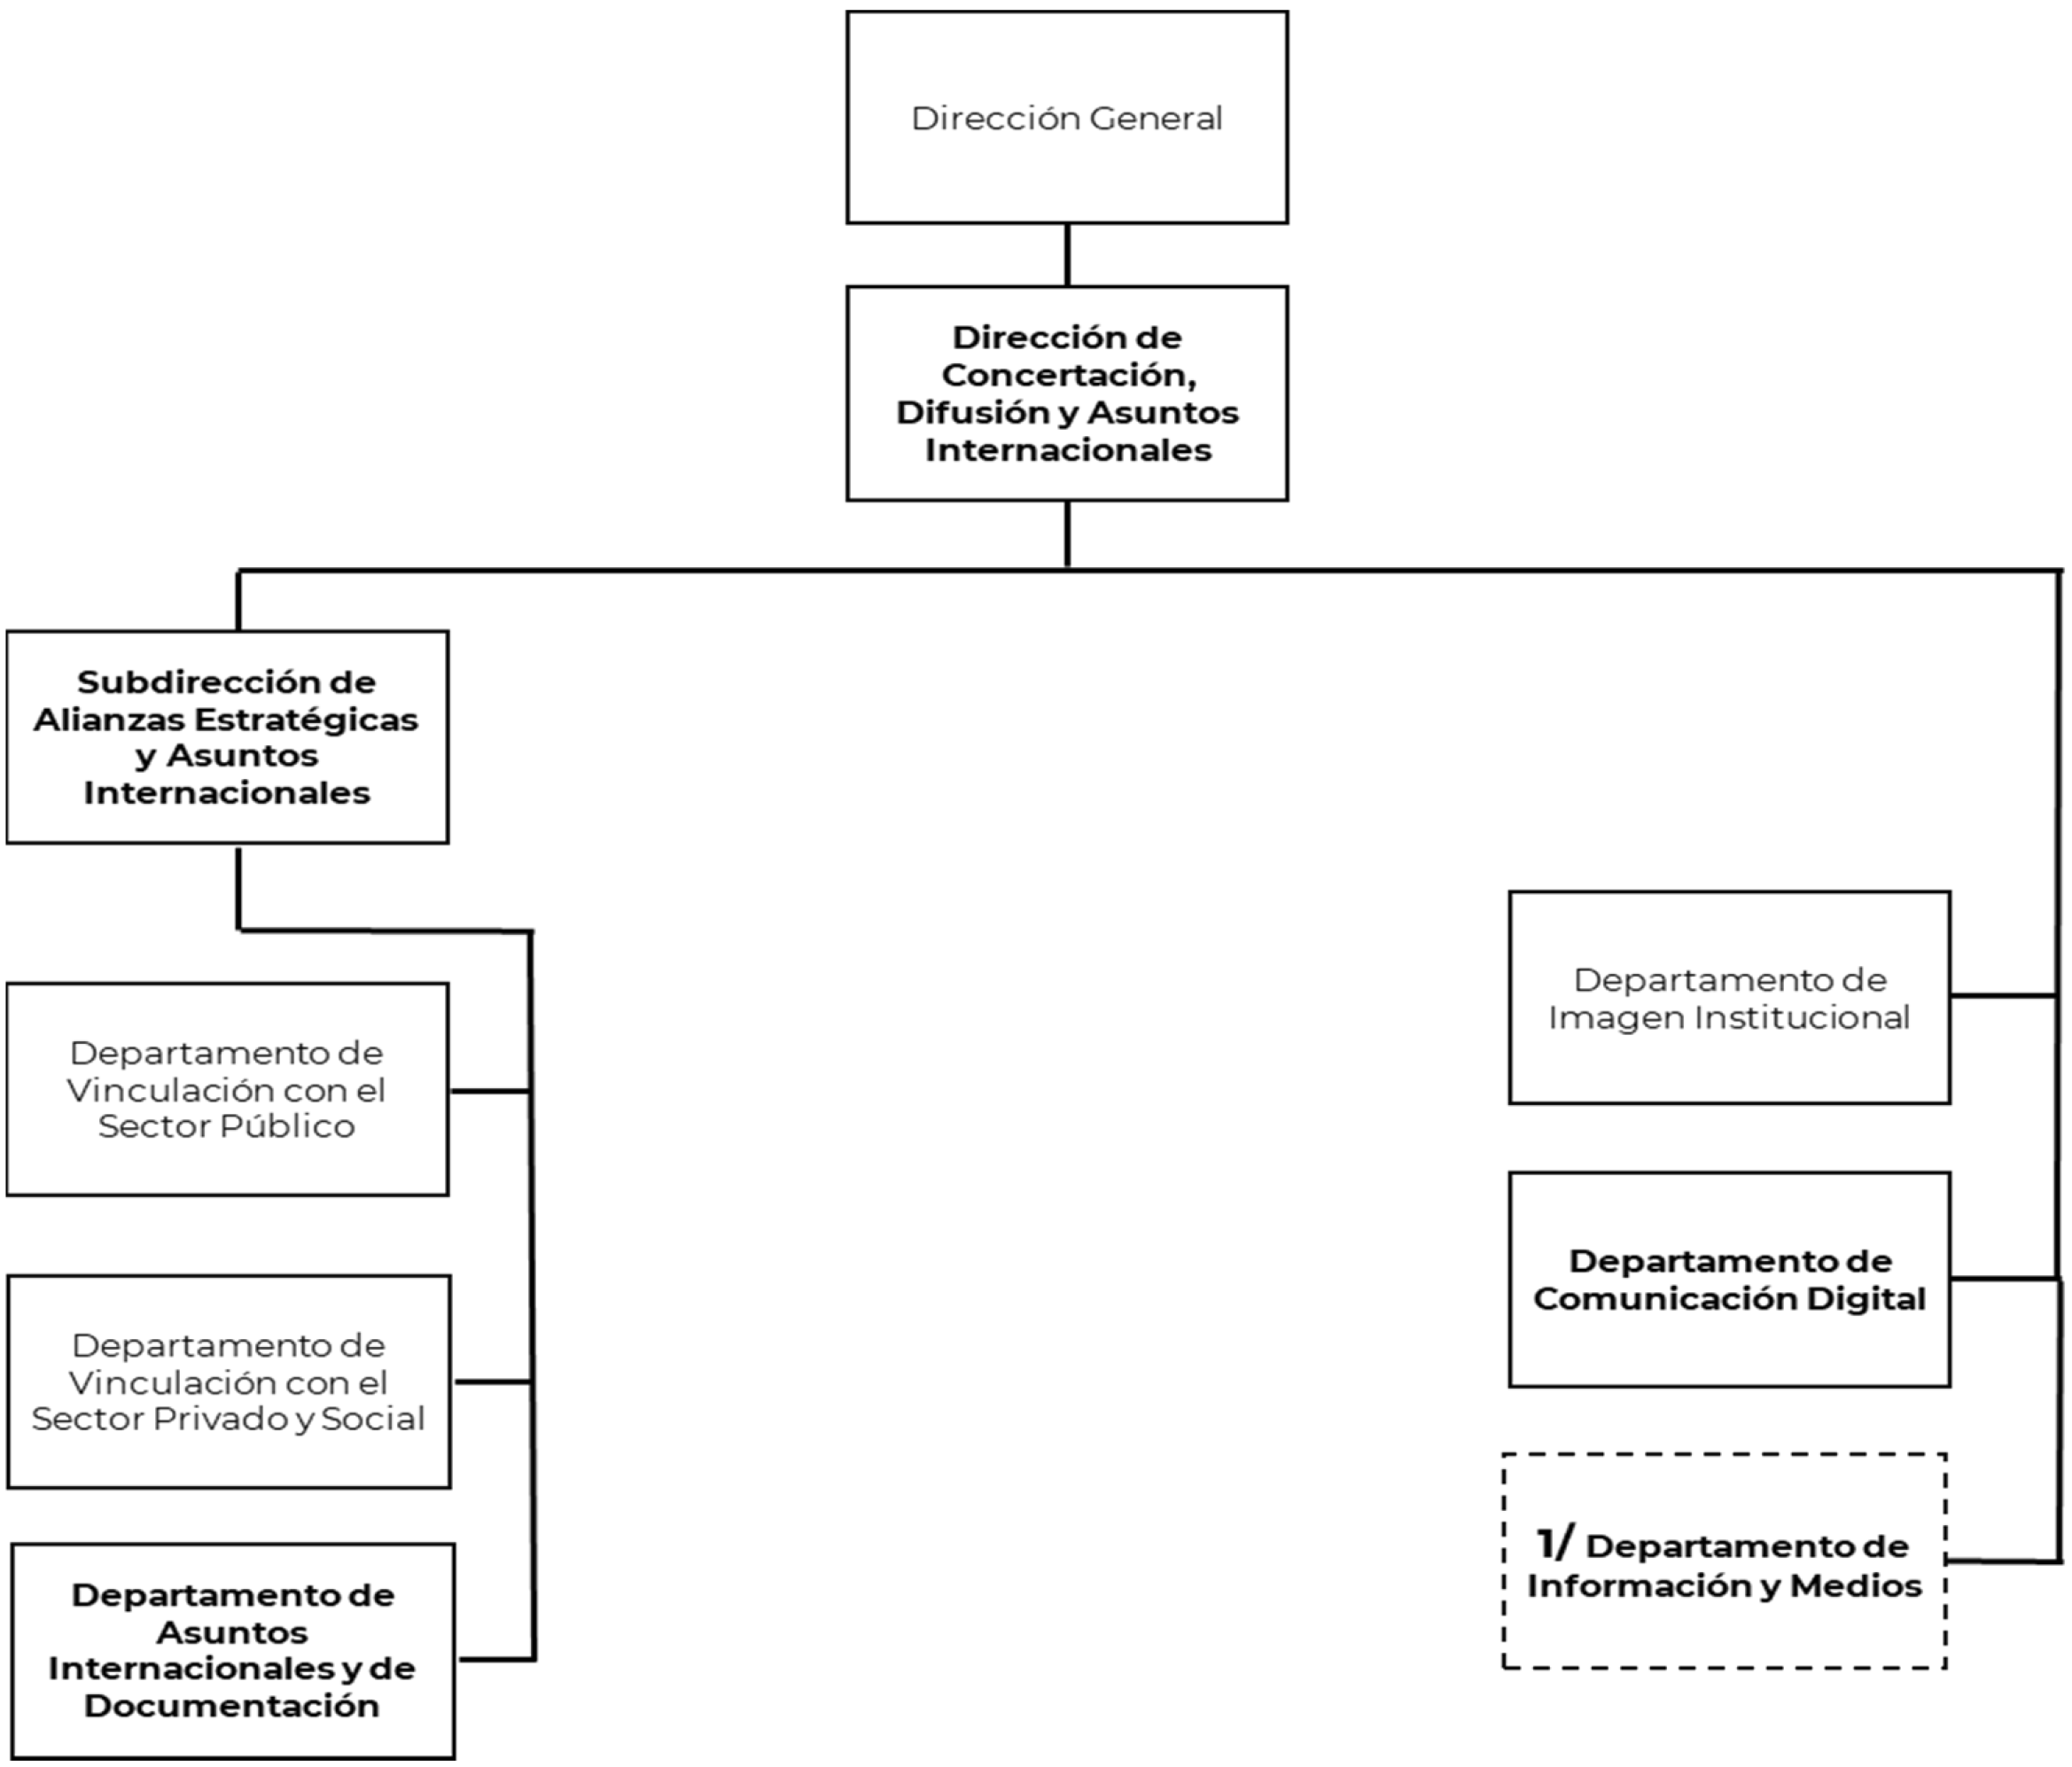 Dirección General
Dirección de
Concertación,
Difusión y Asuntos
Internacionales
Subdirección de
Alianzas Estratégicas
y Asuntos
Internacionales
Departamento de
Vinculación con el
Sector Público
Departamento de
Vinculación con el
Sector Privado y Social
Departamento de
Asuntos
Internacionales y de
Documentación
Departamento de
Imagen Institucional
Departamento de
Comunicación Digital
1/ Departamento de
Información y Medios